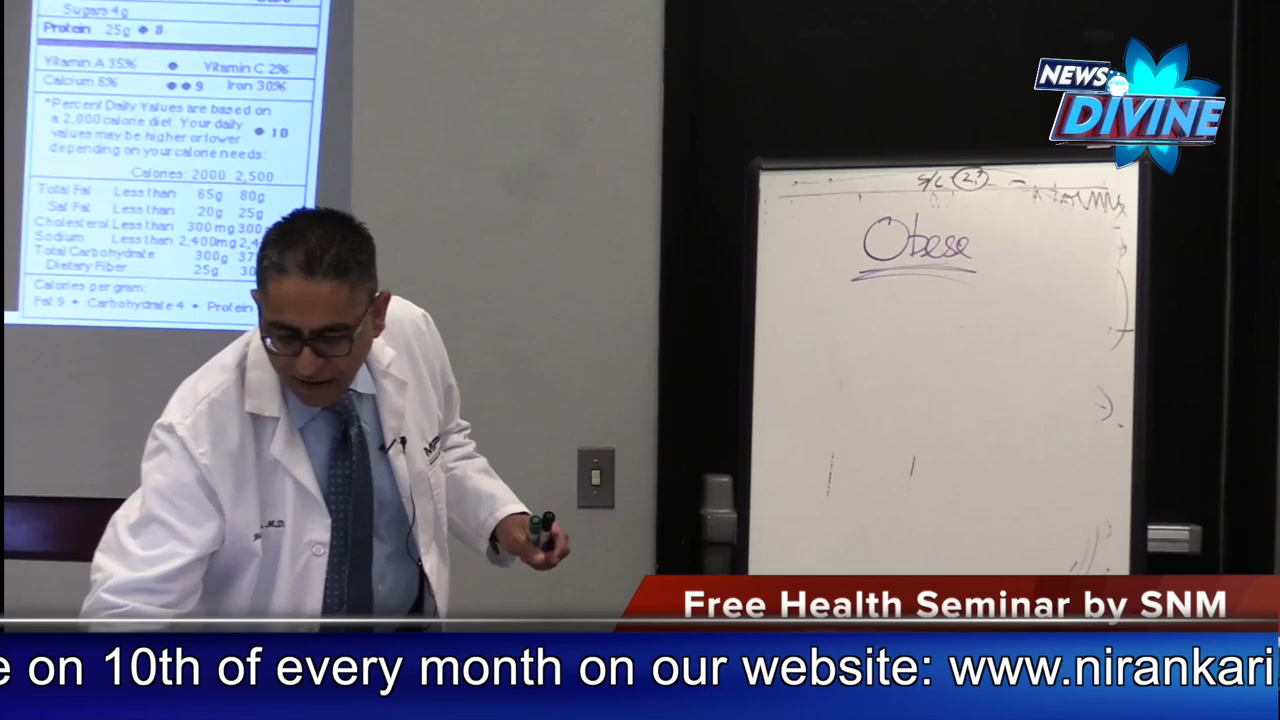 Sugars 4g
Protein 25g • 8
Vitamin A 35% • Vitamin C 2%
Calcium 6% • • 9 Iron 30%
*Percent Daily Values are based on
a 2,000 calorie diet. Your daily
values may be higher or lower • 10
depending on your calorie needs:
Calories: 2000 2,500
Total Fat Less than 65g 80g
Sat Fat Less than 20g 25g
Cholesterol Less than 300mg 300
Sodium Less than 2,400mg 2,4
Total Carbohydrate 300g 37
Dietary Fiber 25g 30
Calories per gram:
Fat 9 • Carbohydrate 4 • Protein
NEWS
DIVINE
Obese
M.D.
Free Health Seminar by SNM
e on 10th of every month on our website: www.nirankari